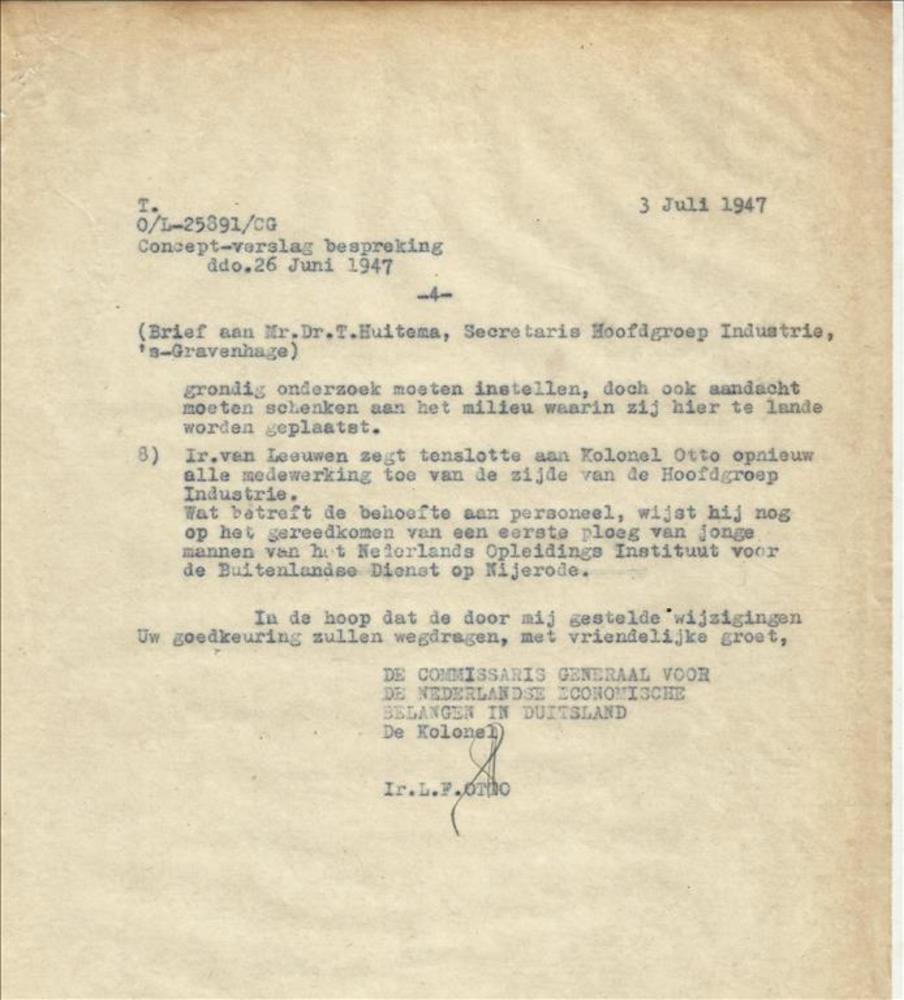 T.
3 Juli 1947
O/L-25891/CG
Concept-verslag bespreking
ddo.26 Juni 1947
-4-
(Brief aan Mr.Dr.T.Huitema, Secretaris Hoofdgroep Industrie,
's-Gravenhage)
grondig onderzoek moeten instellen, doch ook aandacht
moeten schenken aan het milieu waarin zij hier te lande
worden geplaatst.
8) Ir.van Leeuwen zegt tenslotte aan Kolonel Otto opnieuw
alle medewerking toe van de zijde van de Hoofdgroep
Industrie.
Wat betreft de behoefte aan personeel, wijst hij nog
op het gereedkomen van een eerste ploeg van jonge
mannen van het Nederlands Opleidings Instituut voor
de Buitenlandse Dienst op Nijerode.
In de hoop dat de door mij gestelde wijzigingen
Uw goedkeuring zullen wegdragen, met vriendelijke groet,
DE COMMISSARIS GENERAAL VOOR
DE NEDERLANDSE ECONOMISCHE
BELANGEN IN DUITSLAND
De Kolonel
Ir.L.F.OTTO